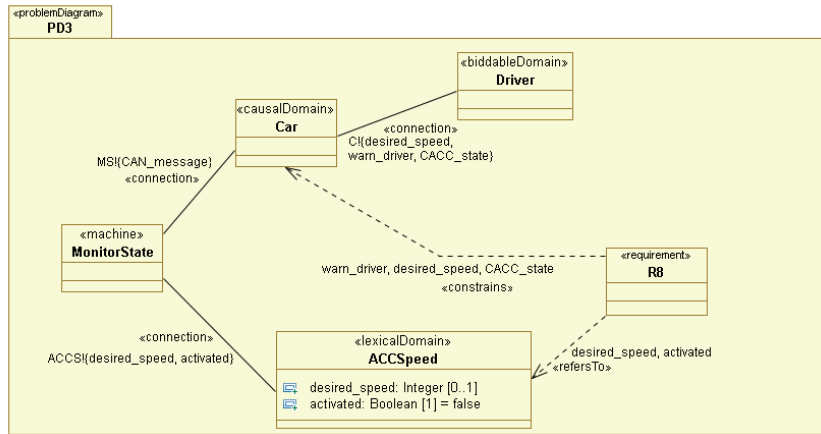 «problemDiagram»
PD3
«biddableDomain»
Driver
«causalDomain»
Car
«connection»
C!{desired_speed,
warn_driver, CACC_state}
MS!{CAN_message}
«connection»
«machine»
MonitorState
«requirement»
R8
warn_driver, desired_speed, CACC_state
«constrains»
«connection»
ACCS!{desired_speed, activated}
«lexicalDomain»
ACCSpeed
desired_speed: Integer [0..1]
activated: Boolean [1] = false
desired_speed, activated
«refersTo»